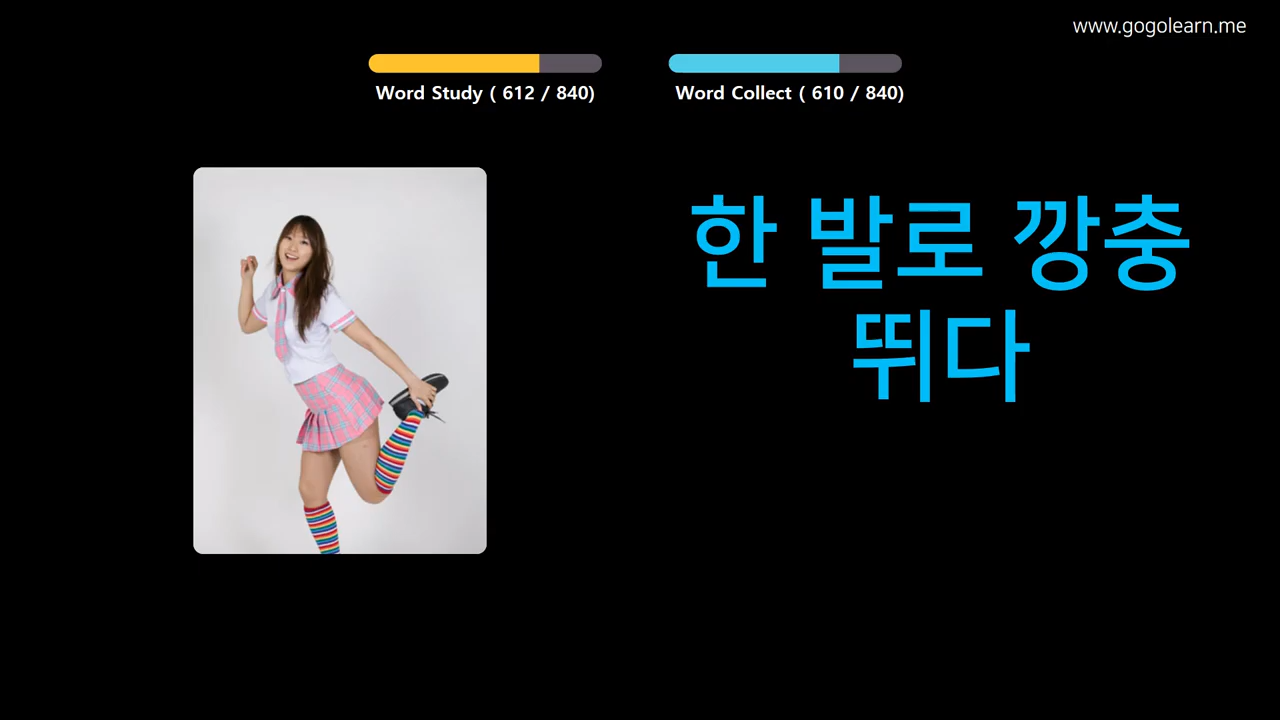 www.gogolearn.me
Word Study ( 612 / 840)
Word Collect ( 610 / 840)
한 발로 깡충
뛰다